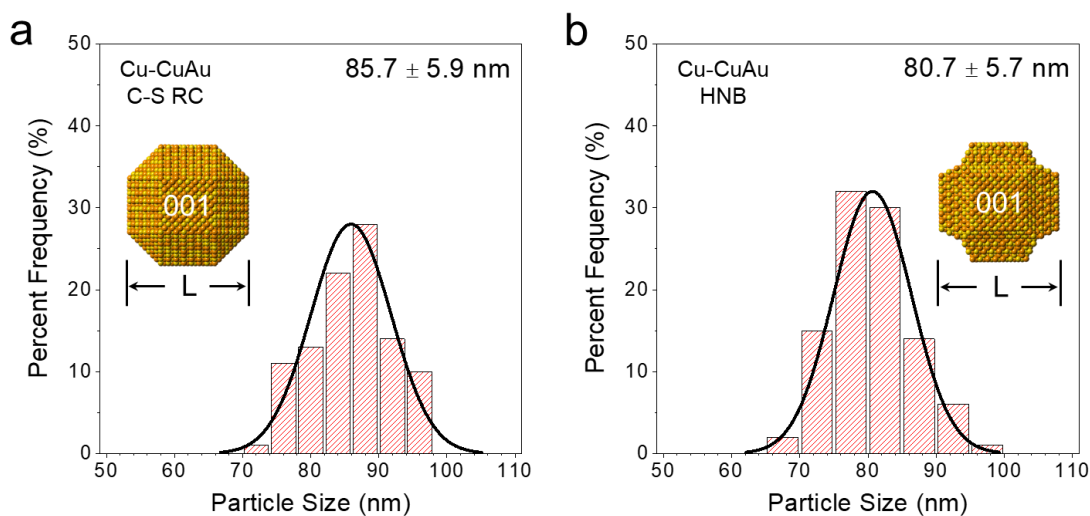 a
50
40
30
20
10
0
Percent Frequency (%)
Cu-CuAu
C-S RC
85.7 ± 5.9 nm
001
L
50 60 70 80 90 100 110
Particle Size (nm)
b
50
40
30
20
10
0
Percent Frequency (%)
Cu-CuAu
HNB
80.7 ± 5.7 nm
001
L
50 60 70 80 90 100 110
Particle Size (nm)